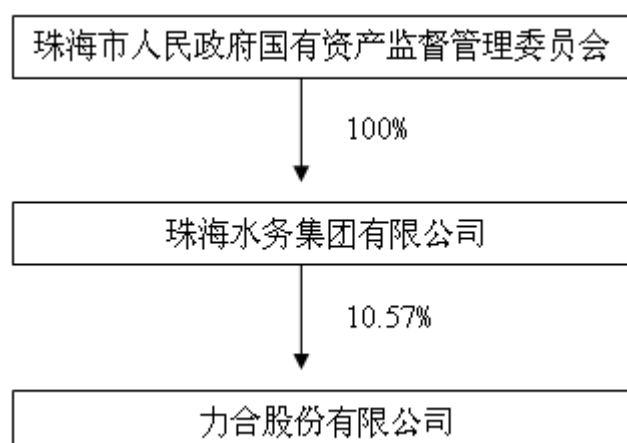 珠海市人民政府国有资产监督管理委员会
100%
珠海水务集团有限公司
10.57%
力合股份有限公司